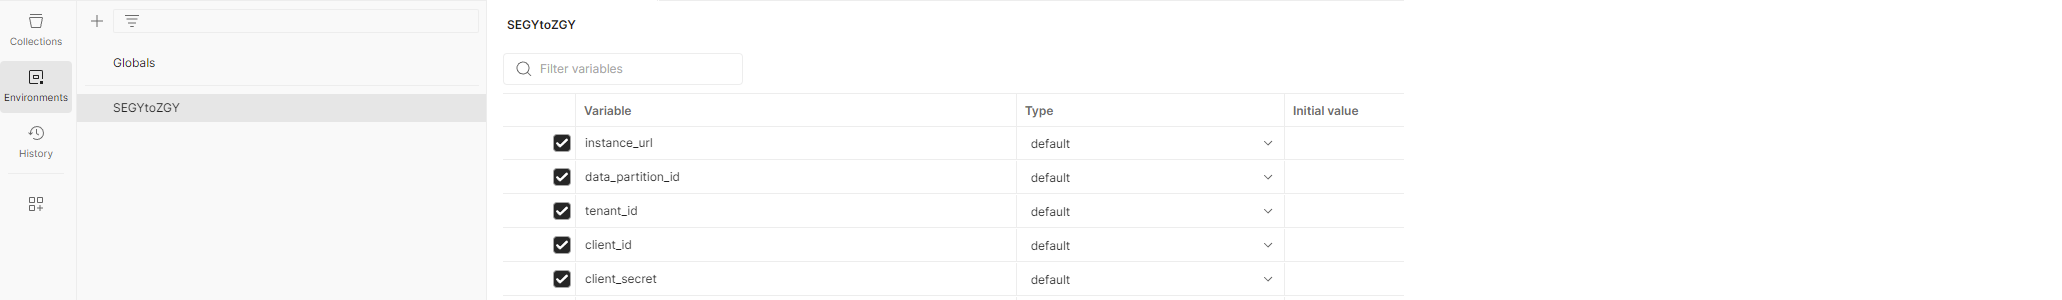 Collections
Environments
History
Globals
SEGYtoZGY
SEGYtoZGY
Filter variables
Variable Type Initial value
instance_url default
data_partition_id default
tenant_id default
client_id default
client_secret default